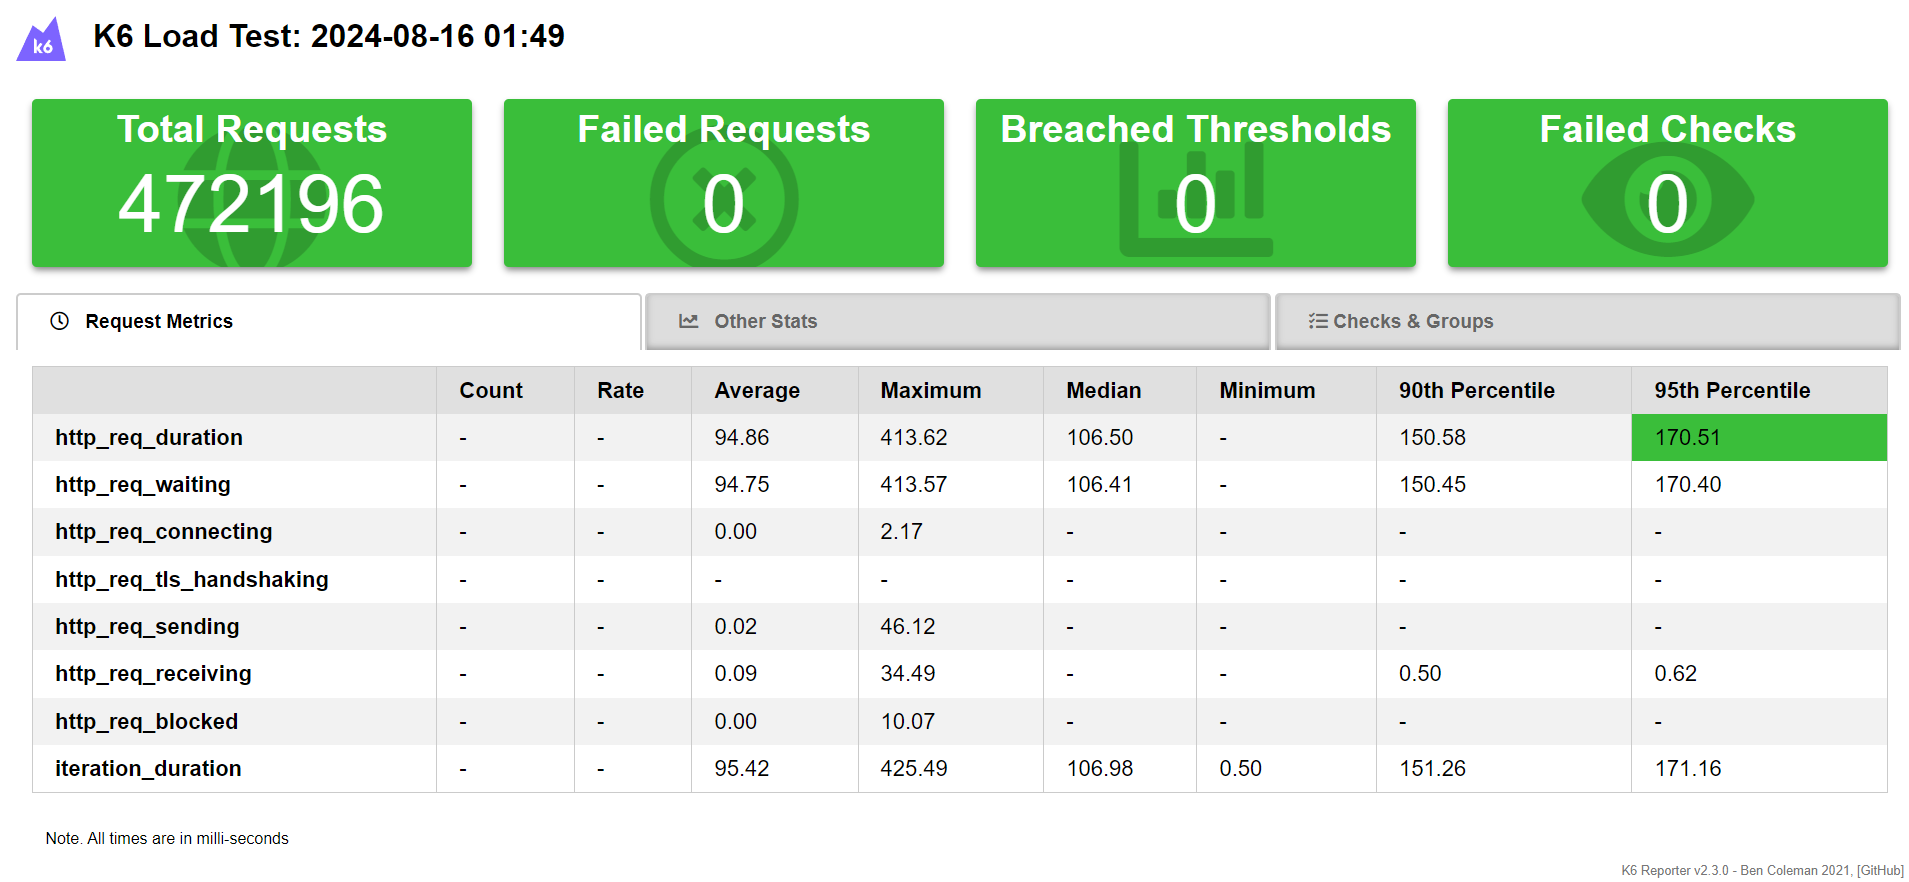 k6
K6 Load Test: 2024-08-16 01:49
Total Requests
472196
Failed Requests
0
Breached Thresholds
0
Failed Checks
0
Request Metrics
Other Stats
Checks & Groups
Count Rate Average Maximum Median Minimum 90th Percentile 95th Percentile
http_req_duration - - 94.86 413.62 106.50 - 150.58 170.51
http_req_waiting - - 94.75 413.57 106.41 - 150.45 170.40
http_req_connecting - - 0.00 2.17 - - - -
http_req_tls_handshaking - - - - - - - -
http_req_sending - - 0.02 46.12 - - - -
http_req_receiving - - 0.09 34.49 - - 0.50 0.62
http_req_blocked - - 0.00 10.07 - - - -
iteration_duration - - 95.42 425.49 106.98 0.50 151.26 171.16
Note. All times are in milli-seconds
K6 Reporter v2.3.0 - Ben Coleman 2021, [GitHub]